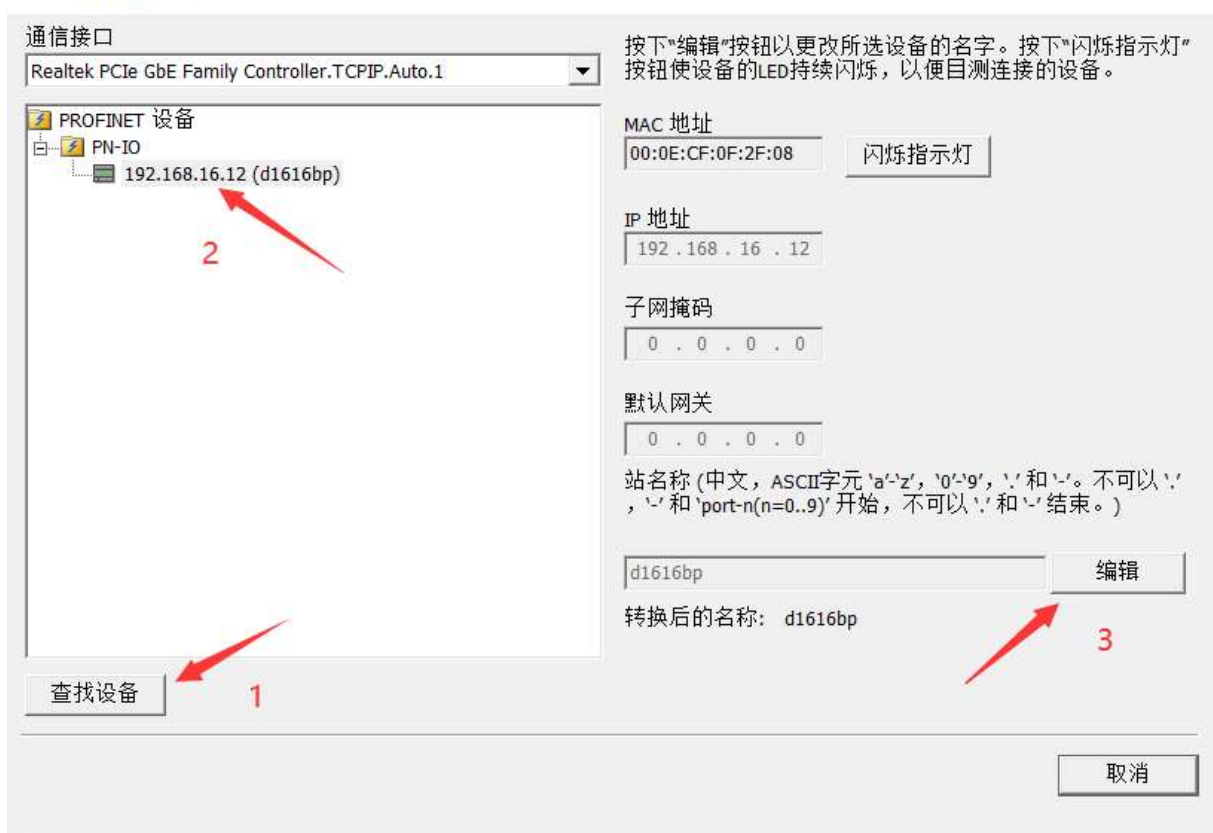 通信接口
Realtek PCIe GbE Family Controller.TCPIP.Auto.1
PROFINET 设备
PN-IO
192.168.16.12 (d1616bp)
2
查找设备
1
按下“编辑”按钮以更改所选设备的名字。按下“闪烁指示灯”
按钮使设备的LED持续闪烁，以便目测连接的设备。
MAC 地址
00:0E:CF:0F:2F:08
闪烁指示灯
IP 地址
192 . 168 . 16 . 12
子网掩码
0 . 0 . 0 . 0
默认网关
0 . 0 . 0 . 0
站名称 (中文，ASCII字元 ‘a’-‘z’，‘0’-‘9’，‘.’ 和 ‘-’。不可以 ‘.’
，‘-’ 和 ‘port-n(n=0..9)’ 开始，不可以 ‘.’ 和 ‘-’ 结束。)
d1616bp
编辑
转换后的名称: d1616bp
3
取消